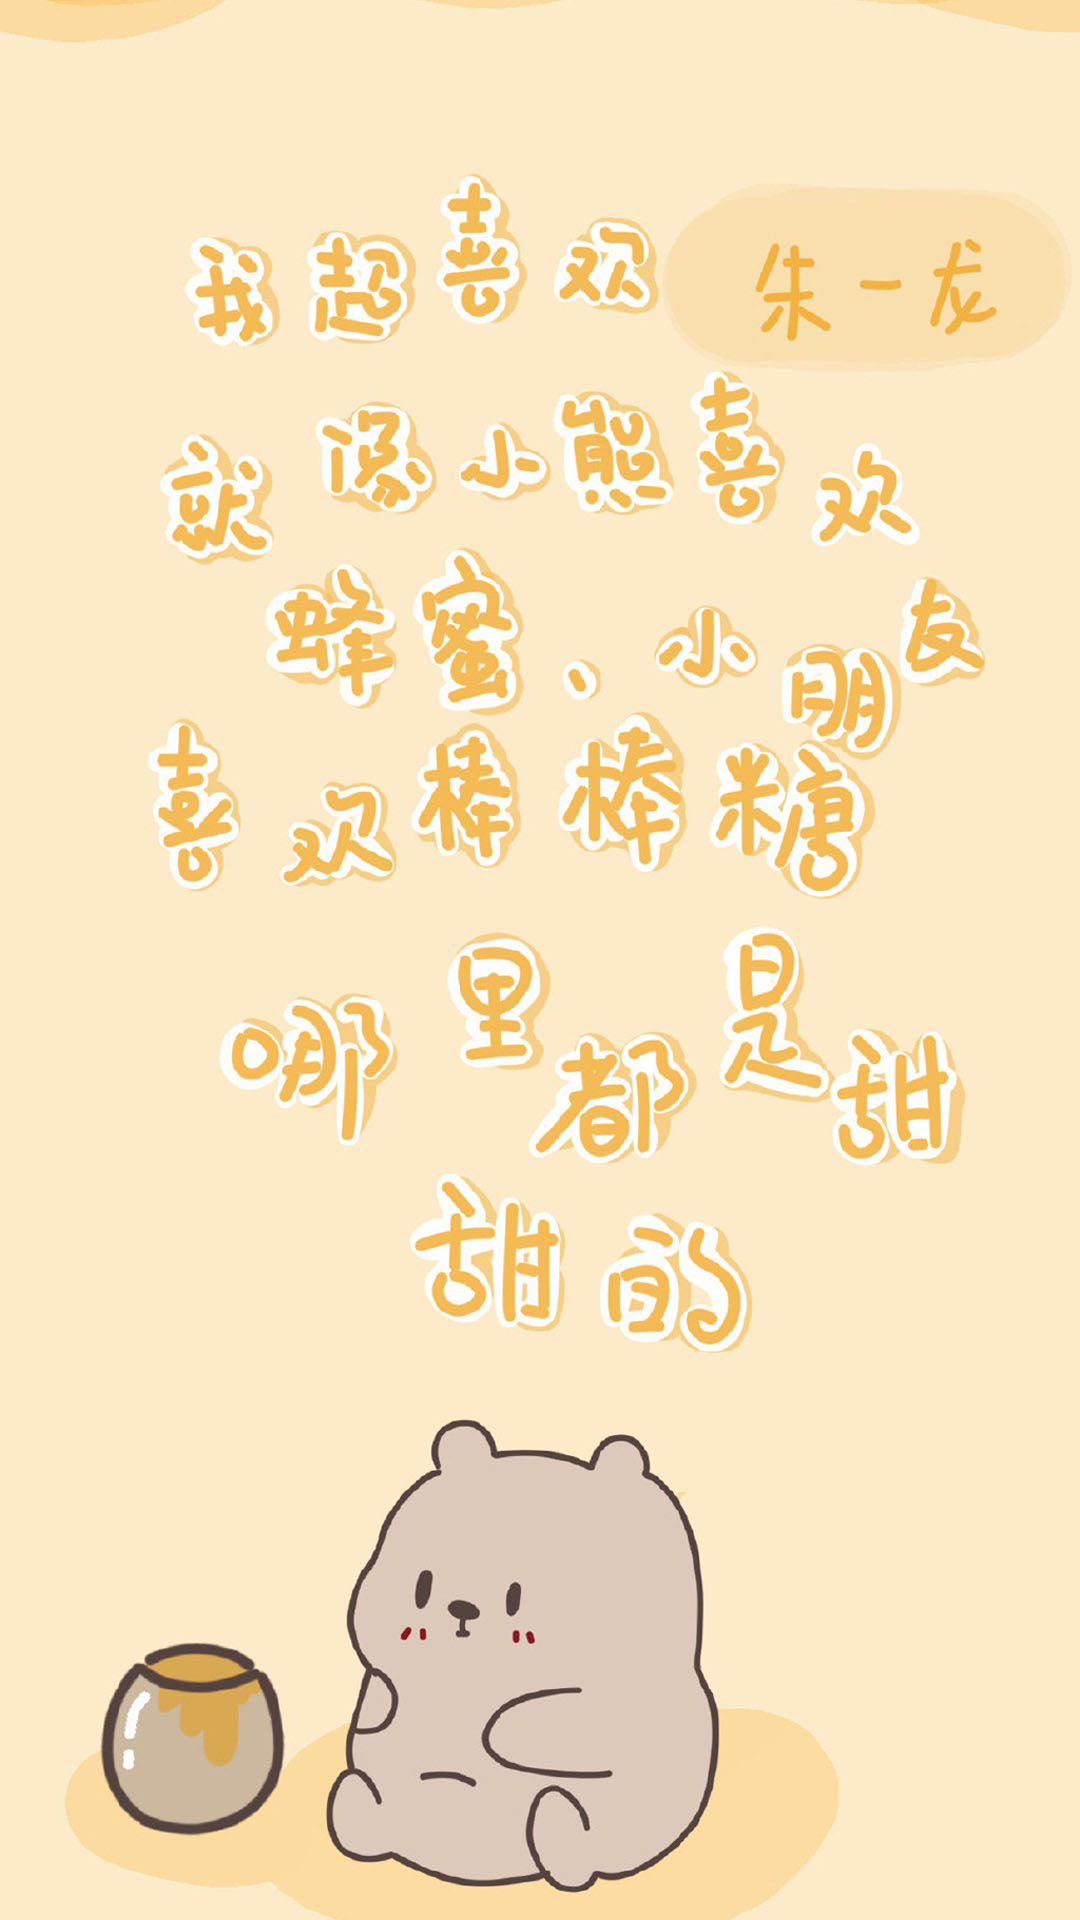 我超喜欢朱一龙
就像小熊喜欢
蜂蜜、小朋友
喜欢棒棒糖
哪里都是甜
甜的